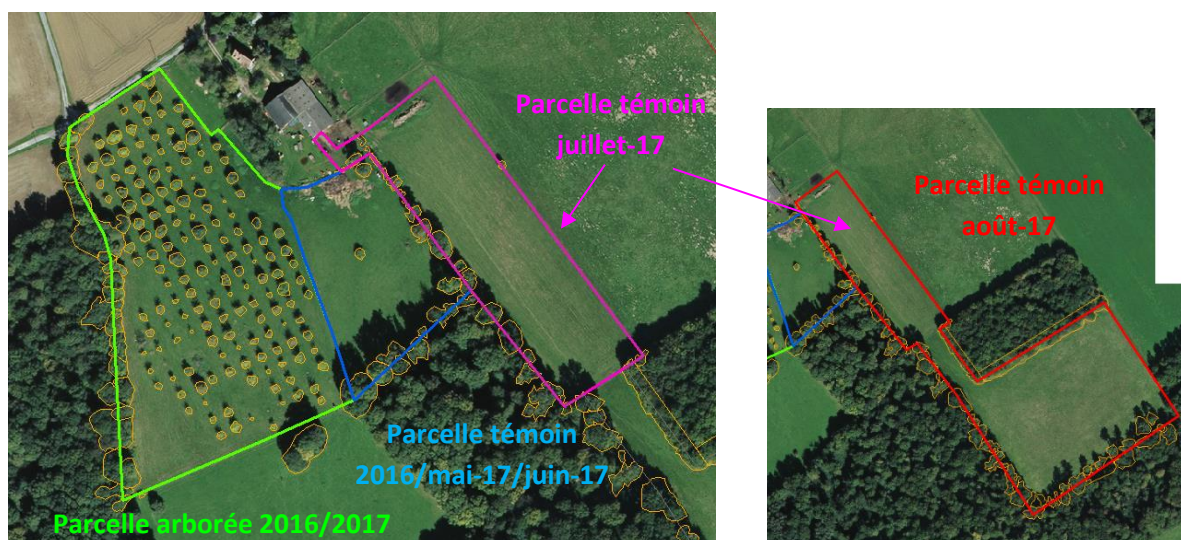 Parcelle témoin
juillet-17
Parcelle témoin
2016/mai-17/juin-17
Parcelle arborée 2016/2017
Parcelle témoin
août-17